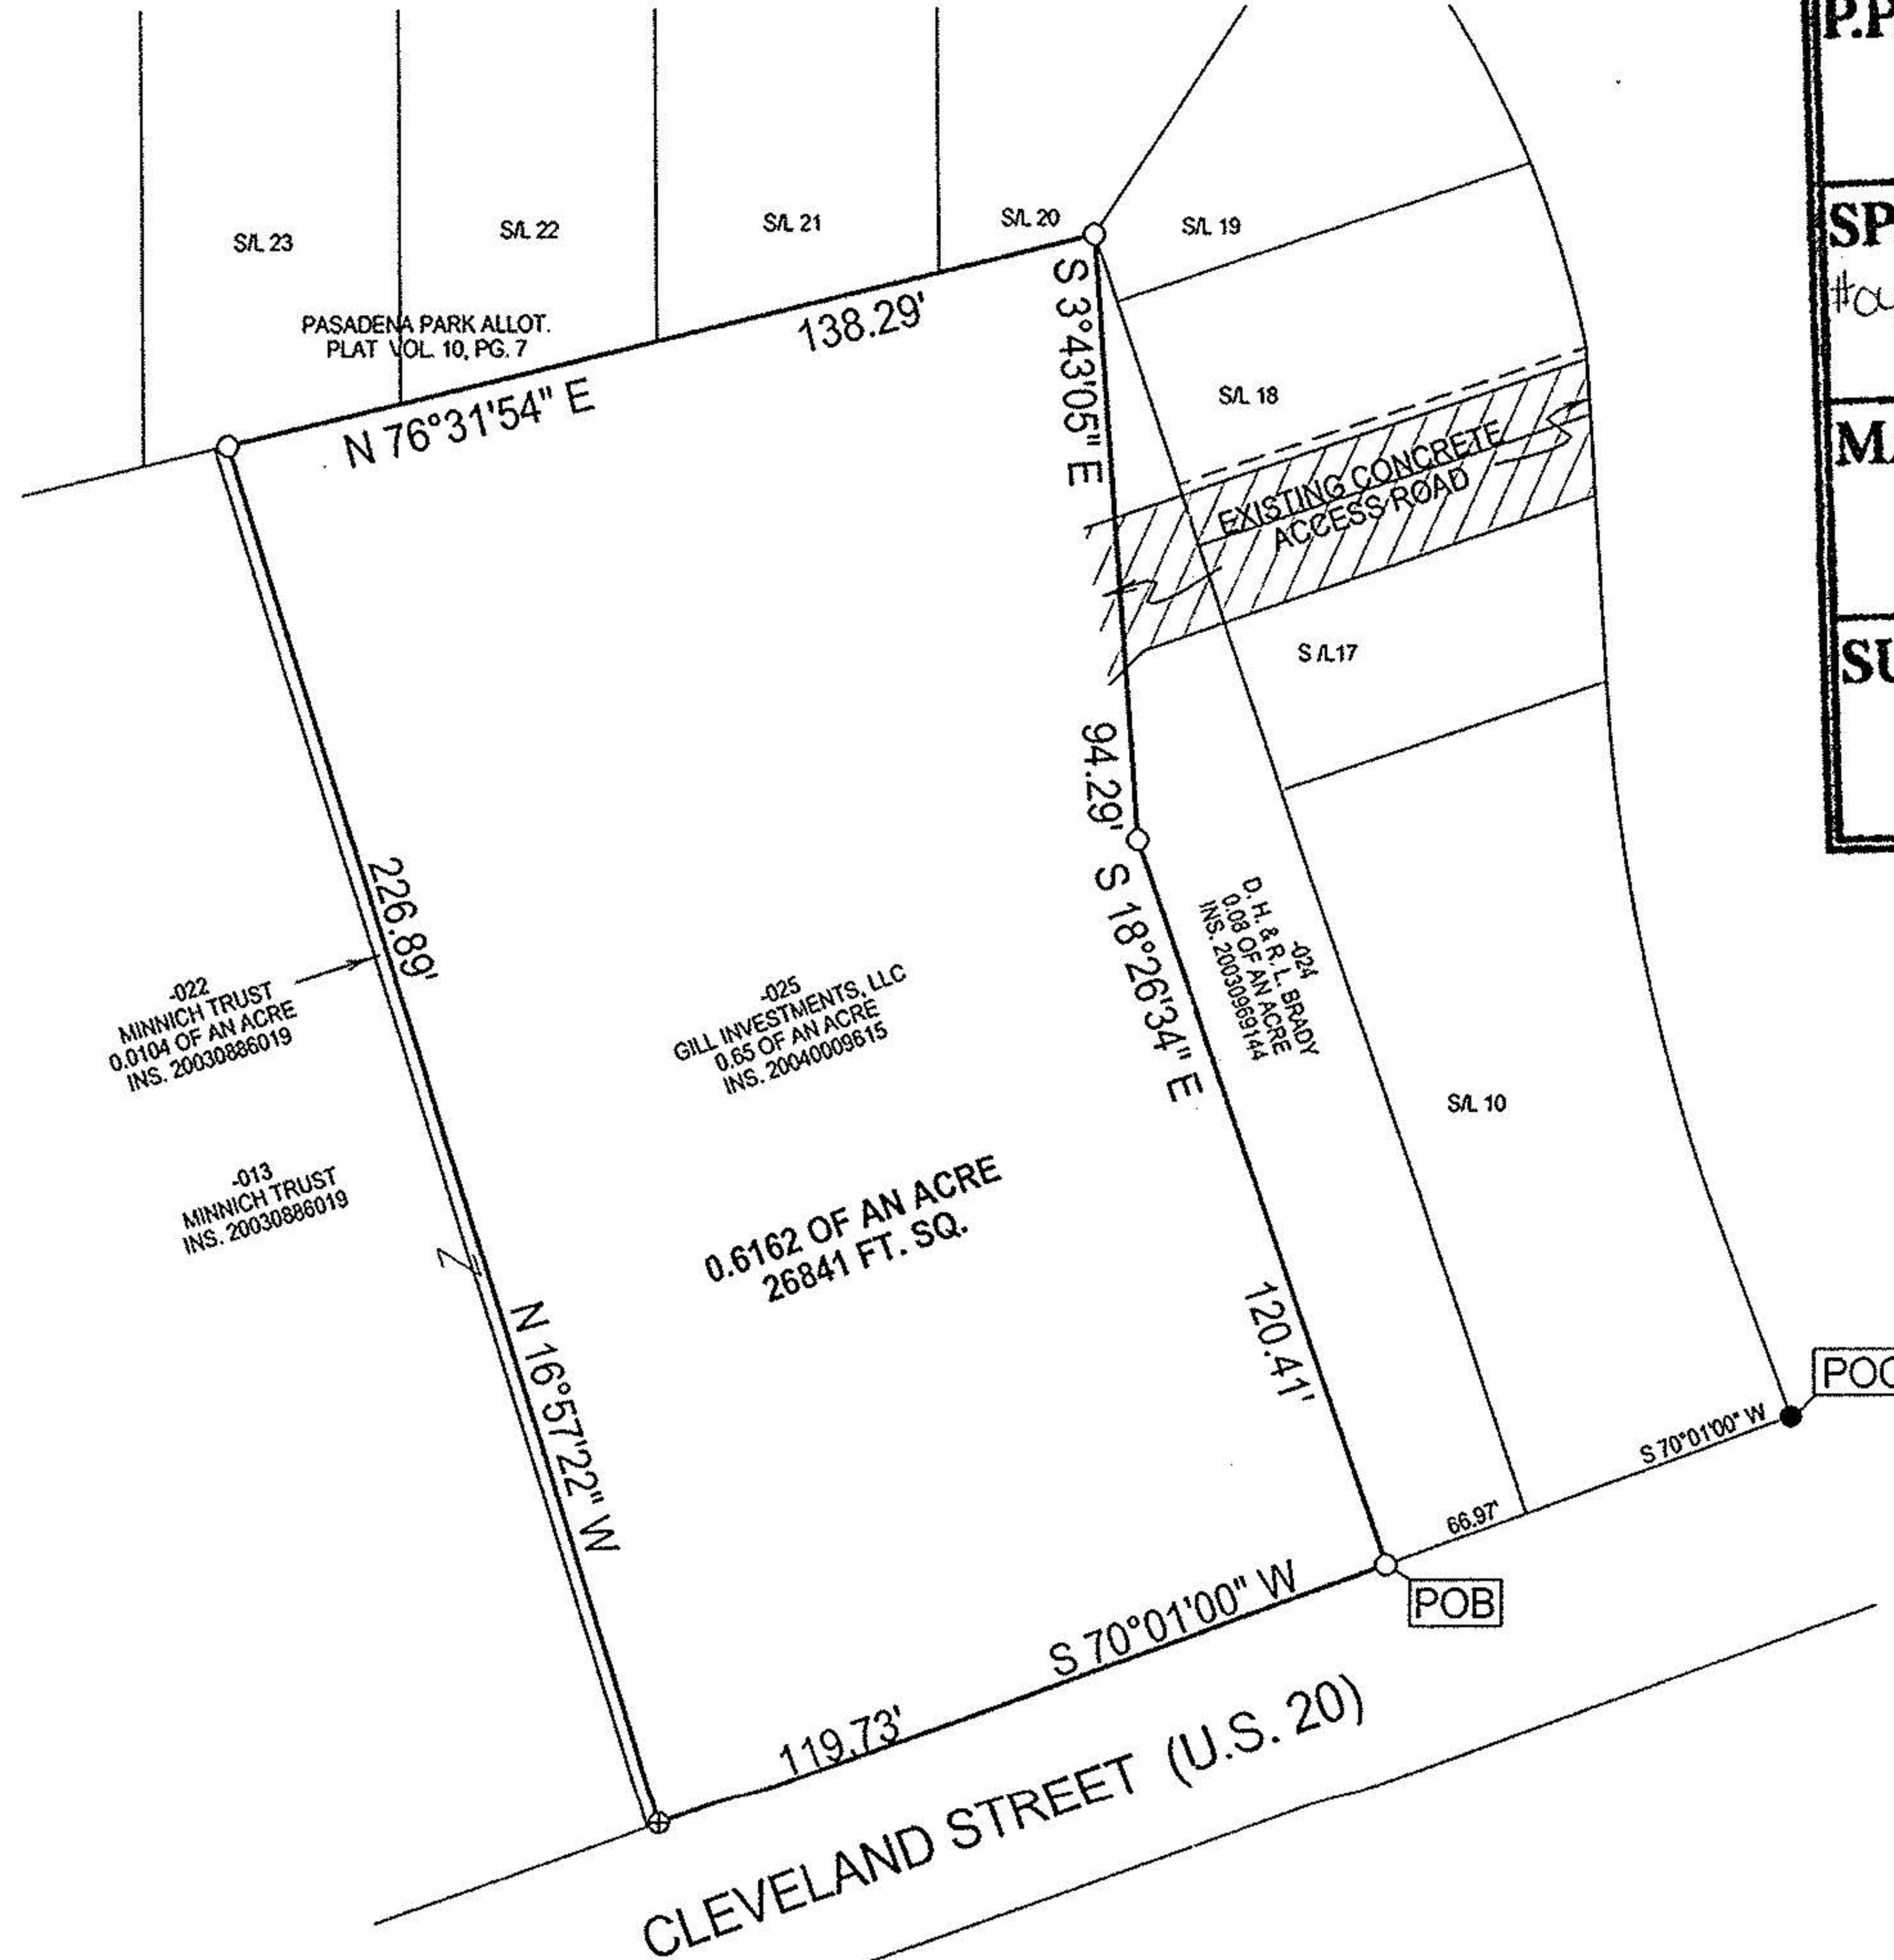 P.P
SP
M
SU
S/L 23
S/L 22
S/L 21
S/L 20
S/L 19
PASADENA PARK ALLOT.
PLAT VOL. 10, PG. 7
138.29'
N 76°31'54" E
S 3°43'05" E
94.29'
S/L 18
EXISTING CONCRETE
ACCESS ROAD
S/L17
226.89'
N 16°57'22" W
-022
MINNICH TRUST
0.0104 OF AN ACRE
INS. 20030886019
-013
MINNICH TRUST
INS. 20030886019
-025
GILL INVESTMENTS, LLC
0.65 OF AN ACRE
INS. 20040009615
0.6162 OF AN ACRE
26841 FT. SQ.
S 18°26'34" E
120.41'
-024
D. H. & R. L. BRADY
0.08 OF AN ACRE
INS. 20030969144
S/L 10
POC
S 70°01'00" W
66.97'
POB
S 70°01'00" W
119.73'
CLEVELAND STREET (U.S. 20)